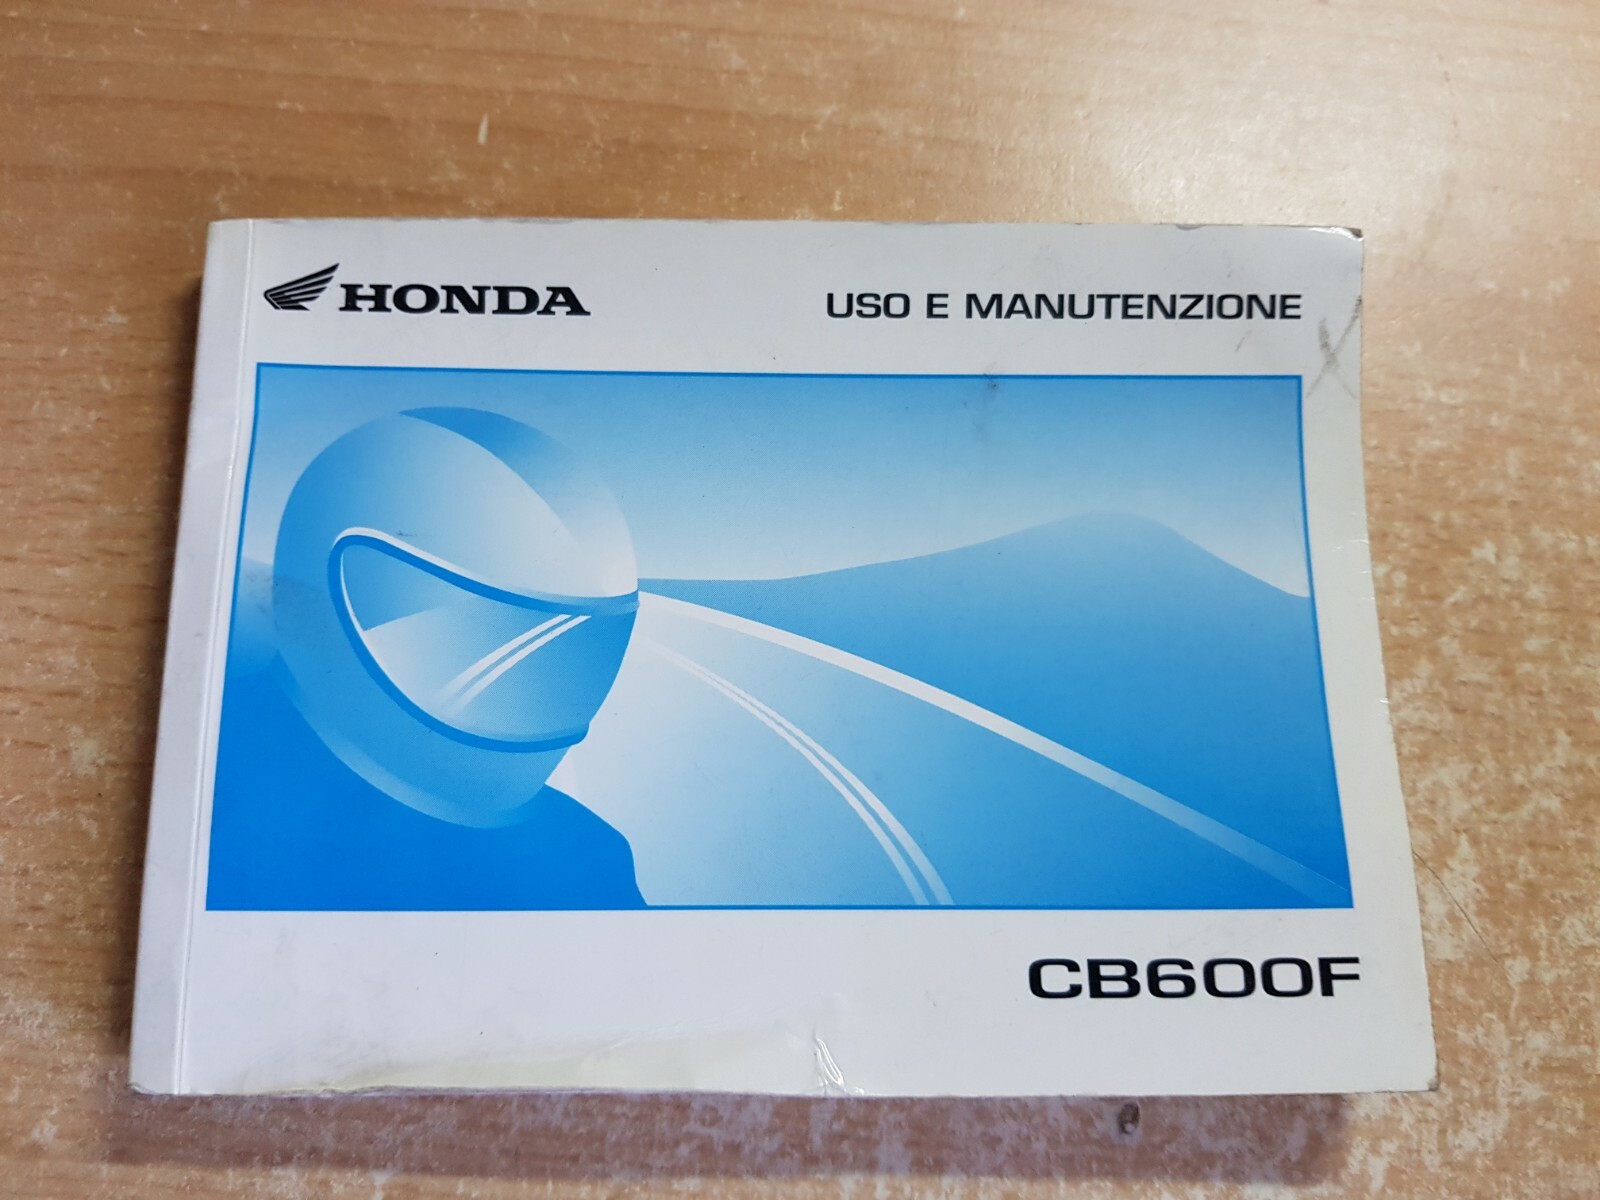 HONDA
USO E MANUTENZIONE
CB600F